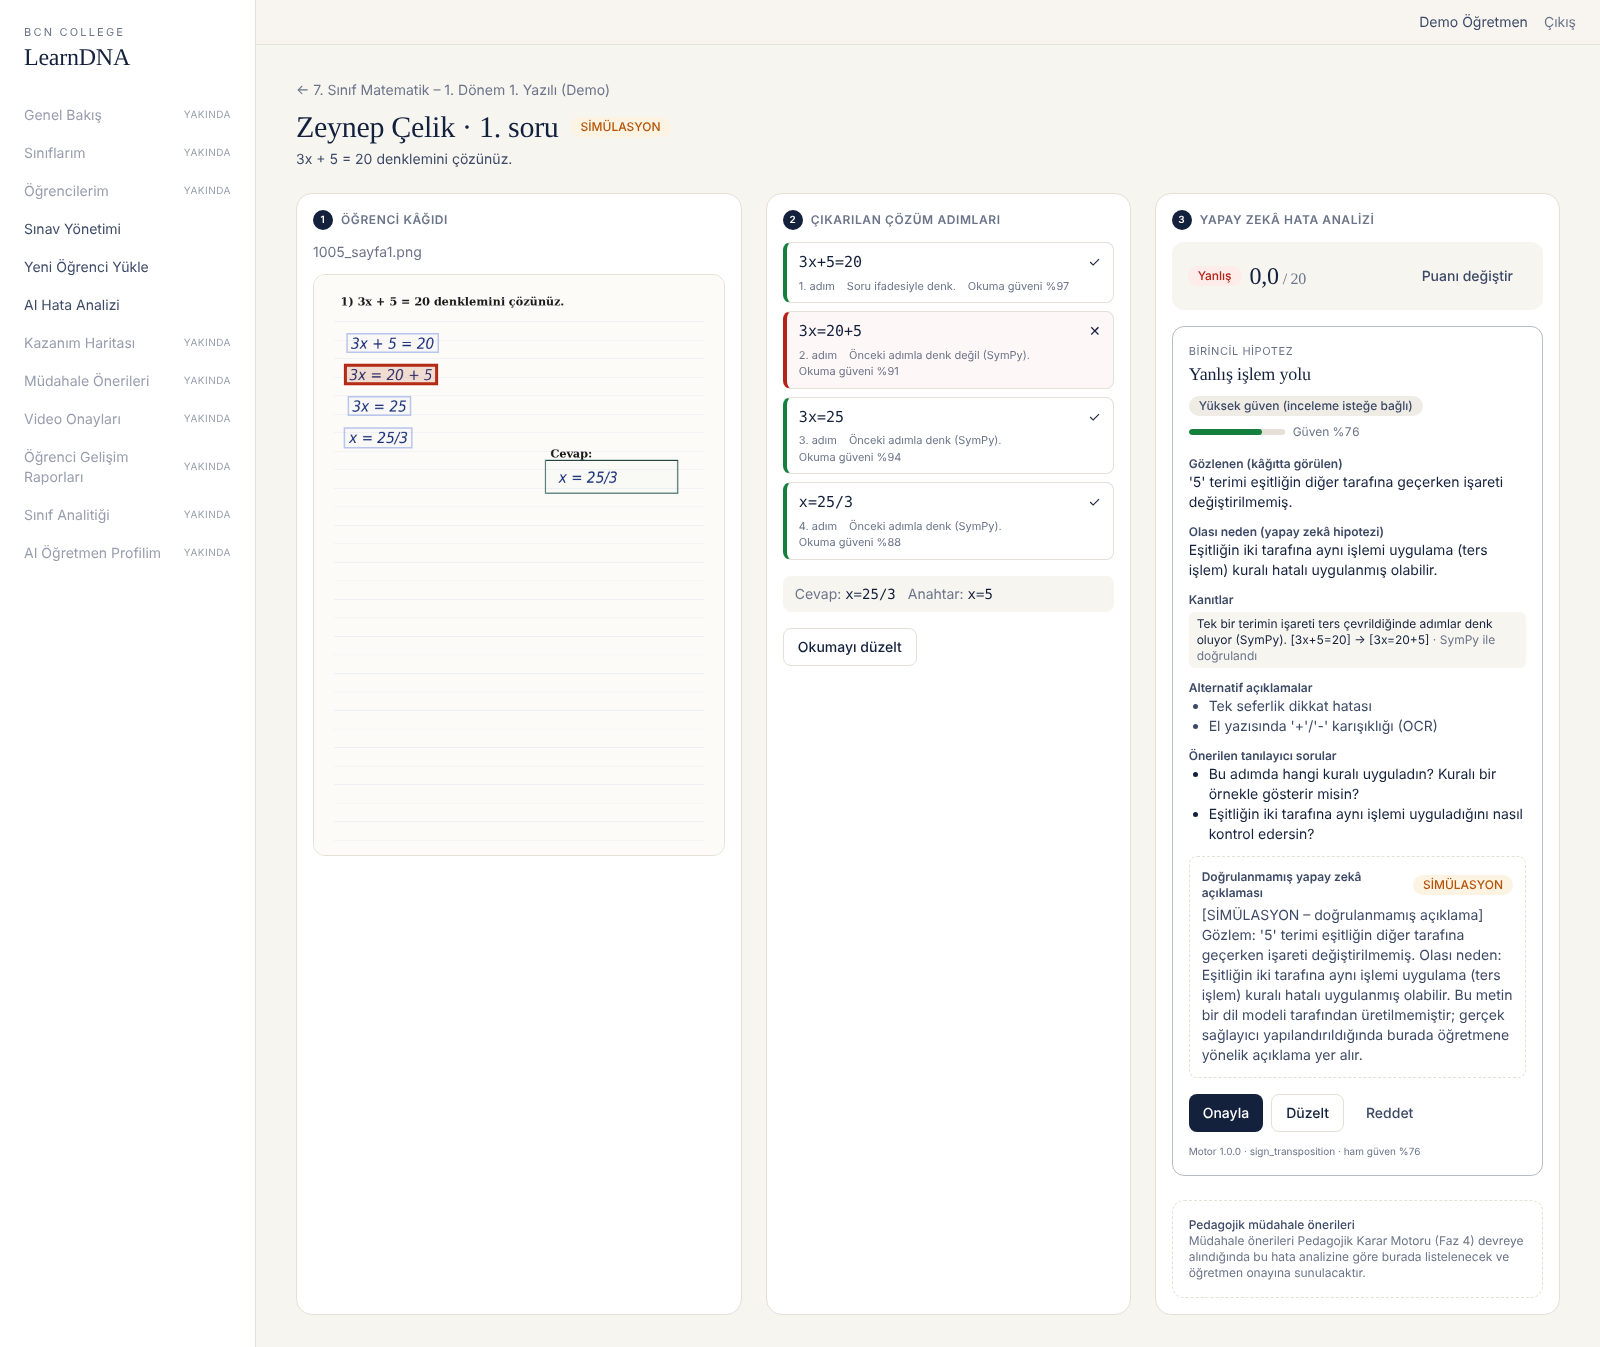 BCN COLLEGE
LearnDNA
Genel Bakış YAKINDA
Sınıflarım YAKINDA
Öğrencilerim YAKINDA
Sınav Yönetimi
Yeni Öğrenci Yükle
AI Hata Analizi
Kazanım Haritası YAKINDA
Müdahale Önerileri YAKINDA
Video Onayları YAKINDA
Öğrenci Gelişim
Raporları YAKINDA
Sınıf Analitiği YAKINDA
AI Öğretmen Profilim YAKINDA
Demo Öğretmen Çıkış
← 7. Sınıf Matematik – 1. Dönem 1. Yazılı (Demo)
Zeynep Çelik · 1. soru SİMÜLASYON
3x + 5 = 20 denklemini çözünüz.
1 ÖĞRENCİ KÂĞIDI
1005_sayfa1.png
1) 3x + 5 = 20 denklemini çözünüz.
3x + 5 = 20
3x = 20 + 5
3x = 25
x = 25/3
Cevap:
x = 25/3
2 ÇIKARILAN ÇÖZÜM ADIMLARI
3x+5=20 ✓
1. adım Soru ifadesiyle denk. Okuma güveni %97
3x=20+5 ✕
2. adım Önceki adımla denk değil (SymPy).
Okuma güveni %91
3x=25 ✓
3. adım Önceki adımla denk (SymPy).
Okuma güveni %94
x=25/3 ✓
4. adım Önceki adımla denk (SymPy).
Okuma güveni %88
Cevap: x=25/3 Anahtar: x=5
Okumayı düzelt
3 YAPAY ZEKÂ HATA ANALİZİ
Yanlış 0,0 / 20 Puanı değiştir
BİRİNCİL HİPOTEZ
Yanlış işlem yolu
Yüksek güven (inceleme isteğe bağlı)
Güven %76
Gözlenen (kâğıtta görülen)
'5' terimi eşitliğin diğer tarafına geçerken işareti
değiştirilmemiş.
Olası neden (yapay zekâ hipotezi)
Eşitliğin iki tarafına aynı işlemi uygulama (ters
işlem) kuralı hatalı uygulanmış olabilir.
Kanıtlar
Tek bir terimin işareti ters çevrildiğinde adımlar denk
oluyor (SymPy). [3x+5=20] → [3x=20+5] · SymPy ile
doğrulandı
Alternatif açıklamalar
• Tek seferlik dikkat hatası
• El yazısında '+'/'-' karışıklığı (OCR)
Önerilen tanılayıcı sorular
• Bu adımda hangi kuralı uyguladın? Kuralı bir
örnekle gösterir misin?
• Eşitliğin iki tarafına aynı işlemi uyguladığını nasıl
kontrol edersin?
Doğrulanmamış yapay zekâ
açıklaması SİMÜLASYON
[SİMÜLASYON – doğrulanmamış açıklama]
Gözlem: '5' terimi eşitliğin diğer tarafına
geçerken işareti değiştirilmemiş. Olası neden:
Eşitliğin iki tarafına aynı işlemi uygulama (ters
işlem) kuralı hatalı uygulanmış olabilir. Bu metin
bir dil modeli tarafından üretilmemiştir; gerçek
sağlayıcı yapılandırıldığında burada öğretmene
yönelik açıklama yer alır.
Onayla Düzelt Reddet
Motor 1.0.0 · sign_transposition · ham güven %76
Pedagojik müdahale önerileri
Müdahale önerileri Pedagojik Karar Motoru (Faz 4) devreye
alındığında bu hata analizine göre burada listelenecek ve
öğretmen onayına sunulacaktır.